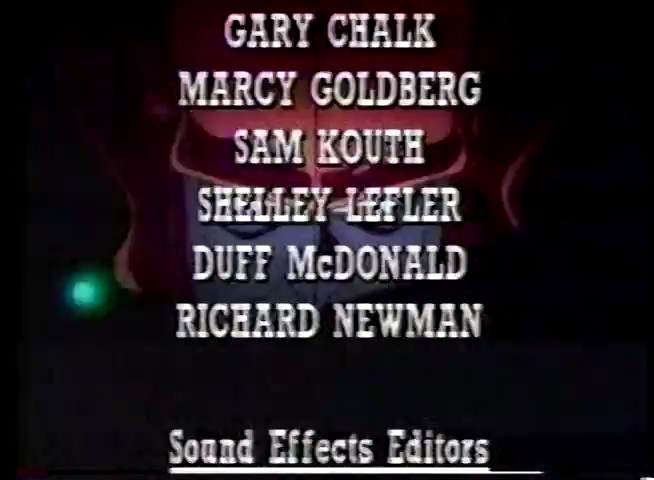 GARY CHALK
MARCY GOLDBERG
SAM KOUTH
SHELLEY LEFLER
DUFF McDONALD
RICHARD NEWMAN
Sound Effects Editors